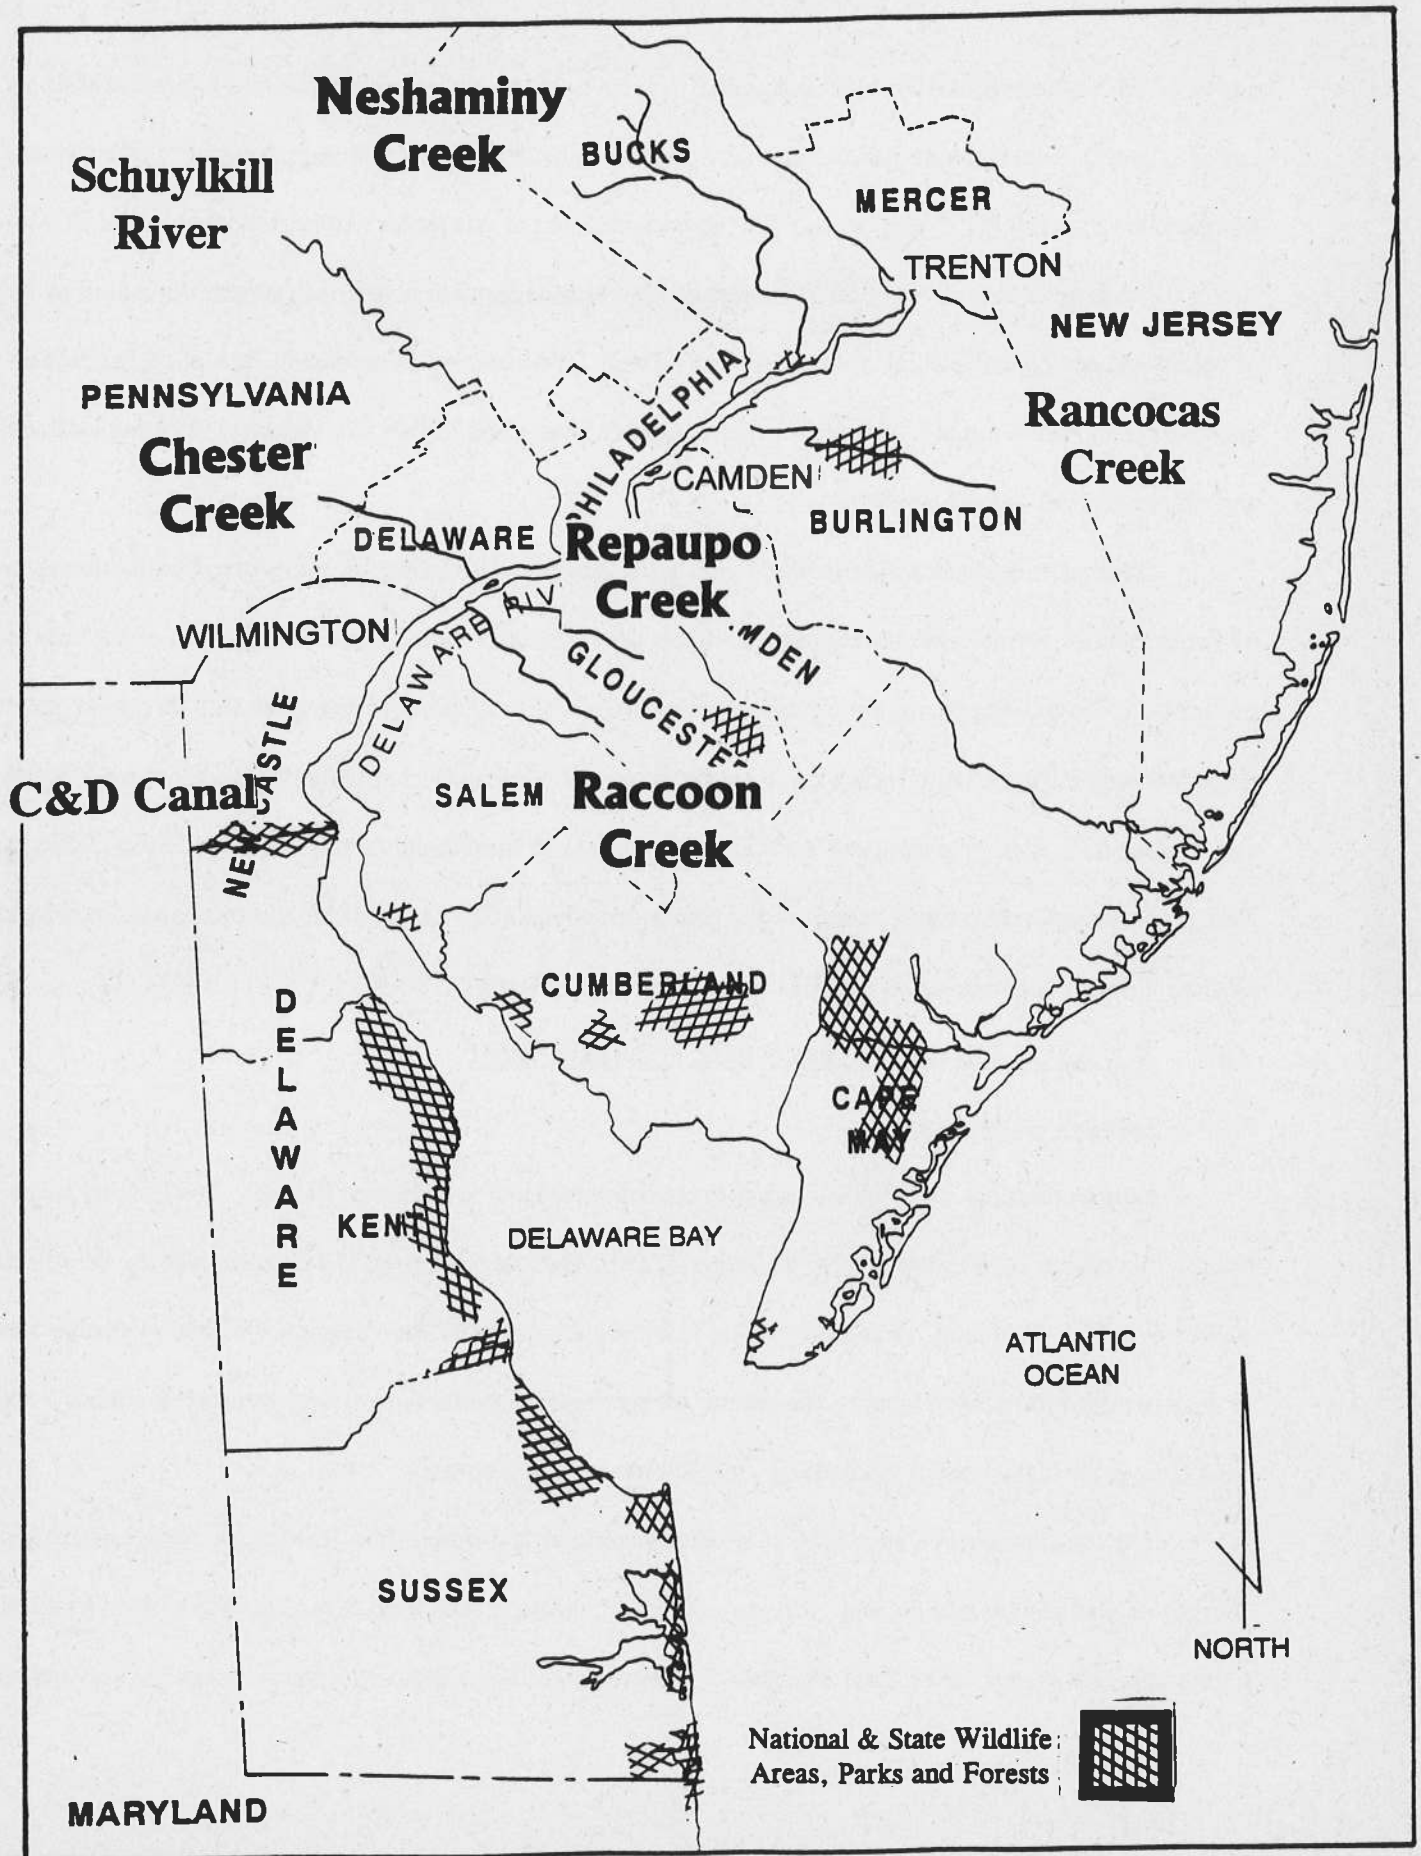 Neshaminy
Creek
BUCKS
Schuylkill
River
MERCER
TRENTON
NEW JERSEY
PENNSYLVANIA
PHILADELPHIA
Rancocas
Creek
Chester
Creek
CAMDEN
BURLINGTON
DELAWARE
Repaupo
Creek
WILMINGTON
DELAWARE RIV
MDEN
GLOUCESTER
NEW CASTLE
C&D Canal
SALEM
Raccoon
Creek
CUMBERLAND
DELAWARE
CAPE
MAY
KENT
DELAWARE BAY
ATLANTIC
OCEAN
SUSSEX
NORTH
National & State Wildlife
Areas, Parks and Forests
MARYLAND